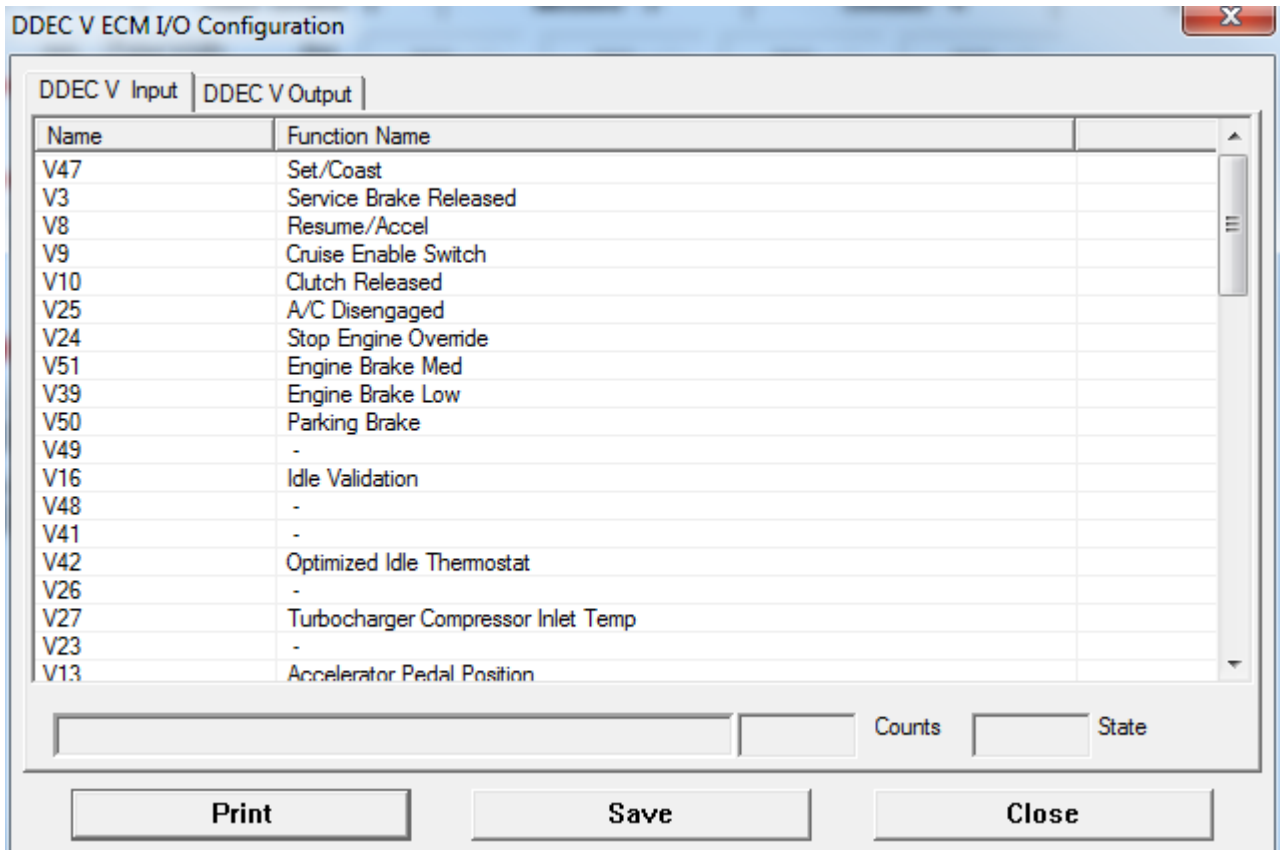 DDEC V ECM I/O Configuration
DDEC V Input DDEC V Output
Name Function Name
V47 Set/Coast
V3 Service Brake Released
V8 Resume/Accel
V9 Cruise Enable Switch
V10 Clutch Released
V25 A/C Disengaged
V24 Stop Engine Override
V51 Engine Brake Med
V39 Engine Brake Low
V50 Parking Brake
V49 -
V16 Idle Validation
V48 -
V41 -
V42 Optimized Idle Thermostat
V26 -
V27 Turbocharger Compressor Inlet Temp
V23 -
V13 Accelerator Pedal Position
Counts State
Print Save Close